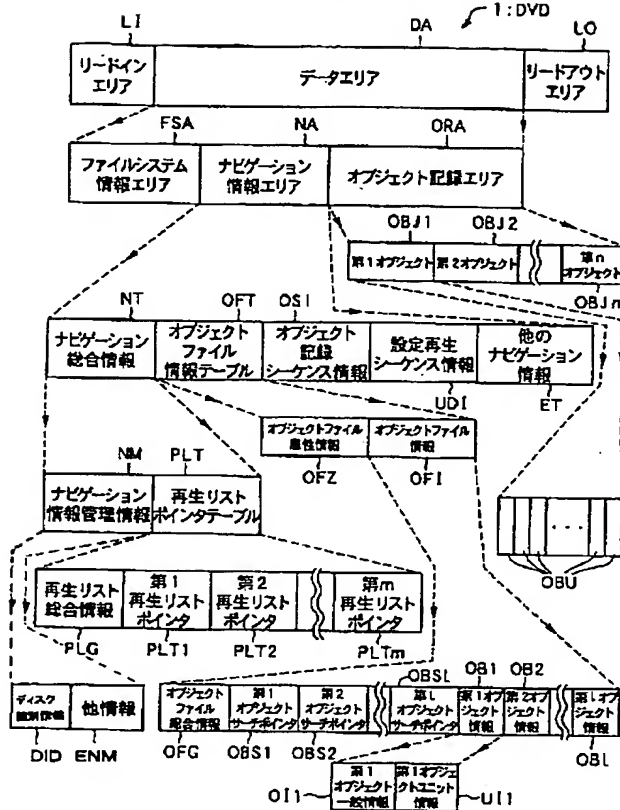 1:DVD
LI
DA
LO
リードイン
エリア
データエリア
リードアウト
エリア
FSA
NA
ORA
ファイルシステム
情報エリア
ナビゲーション
情報エリア
オブジェクト記録エリア
OBJ1
OBJ2
第1オブジェクト
第2オブジェクト
第n
オブジェクト
OBJn
NT
OFT
OSI
ナビゲーション
総合情報
オブジェクト
ファイル
情報テーブル
オブジェクト
記録
シーケンス情報
設定再生
シーケンス情報
他の
ナビゲーション
情報
UDI
ET
オブジェクトファイル
属性情報
オブジェクトファイル
情報
OFZ
OFI
NM
PLT
ナビゲーション
情報管理情報
再生リスト
ポインタテーブル
OBU
再生リスト
総合情報
第1
再生リスト
ポインタ
第2
再生リスト
ポインタ
第m
再生リスト
ポインタ
PLG
PLT1
PLT2
PLTm
OBSL
OB1
OB2
ディスク
識別情報
他情報
オブジェクト
ファイル
総合情報
第1
オブジェクト
サーチポインタ
第2
オブジェクト
サーチポインタ
第L
オブジェクト
サーチポインタ
第1オブ
ジェクト
情報
第2オブ
ジェクト
情報
第Lオブ
ジェクト
情報
DID
ENM
OFG
OBS1
OBS2
OBL
OI1
第1
オブジェクト
一般情報
第1オブジェ
クトユニット
情報
UI1